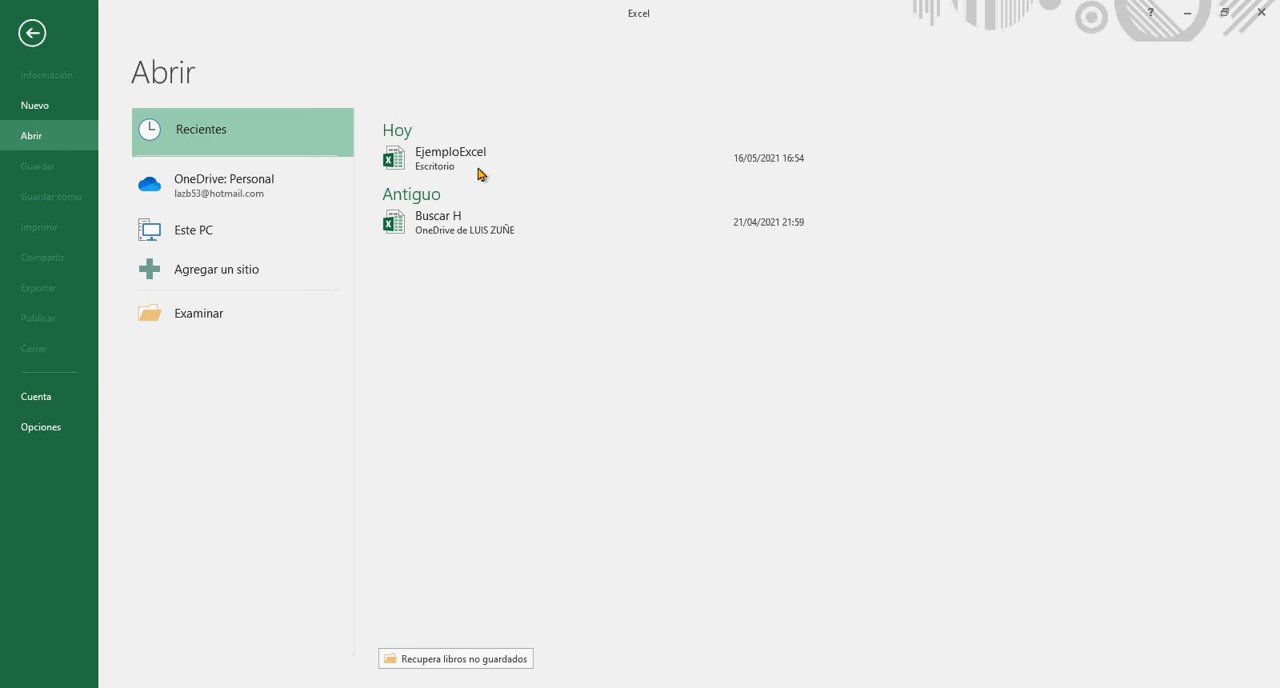 Excel
?
Información
Nuevo
Abrir
Guardar
Guardar como
Imprimir
Compartir
Exportar
Publicar
Cerrar
Cuenta
Opciones
Abrir
Recientes
OneDrive: Personal
lazb53@hotmail.com
Este PC
Agregar un sitio
Examinar
Hoy
EjemploExcel 16/05/2021 16:54
Escritorio
Antiguo
Buscar H 21/04/2021 21:59
OneDrive de LUIS ZUÑE
Recupera libros no guardados